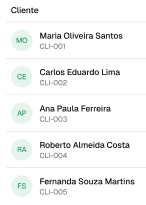 Cliente
MO
Maria Oliveira Santos
CLI-001
CE
Carlos Eduardo Lima
CLI-002
AP
Ana Paula Ferreira
CLI-003
RA
Roberto Almeida Costa
CLI-004
FS
Fernanda Souza Martins
CLI-005